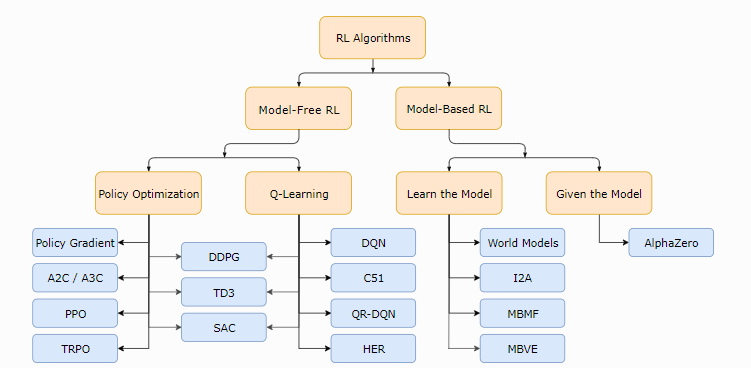 RL Algorithms
Model-Free RL
Model-Based RL
Policy Optimization
Q-Learning
Learn the Model
Given the Model
Policy Gradient
DDPG
DQN
World Models
AlphaZero
A2C / A3C
TD3
C51
I2A
PPO
SAC
QR-DQN
MBMF
TRPO
HER
MBVE